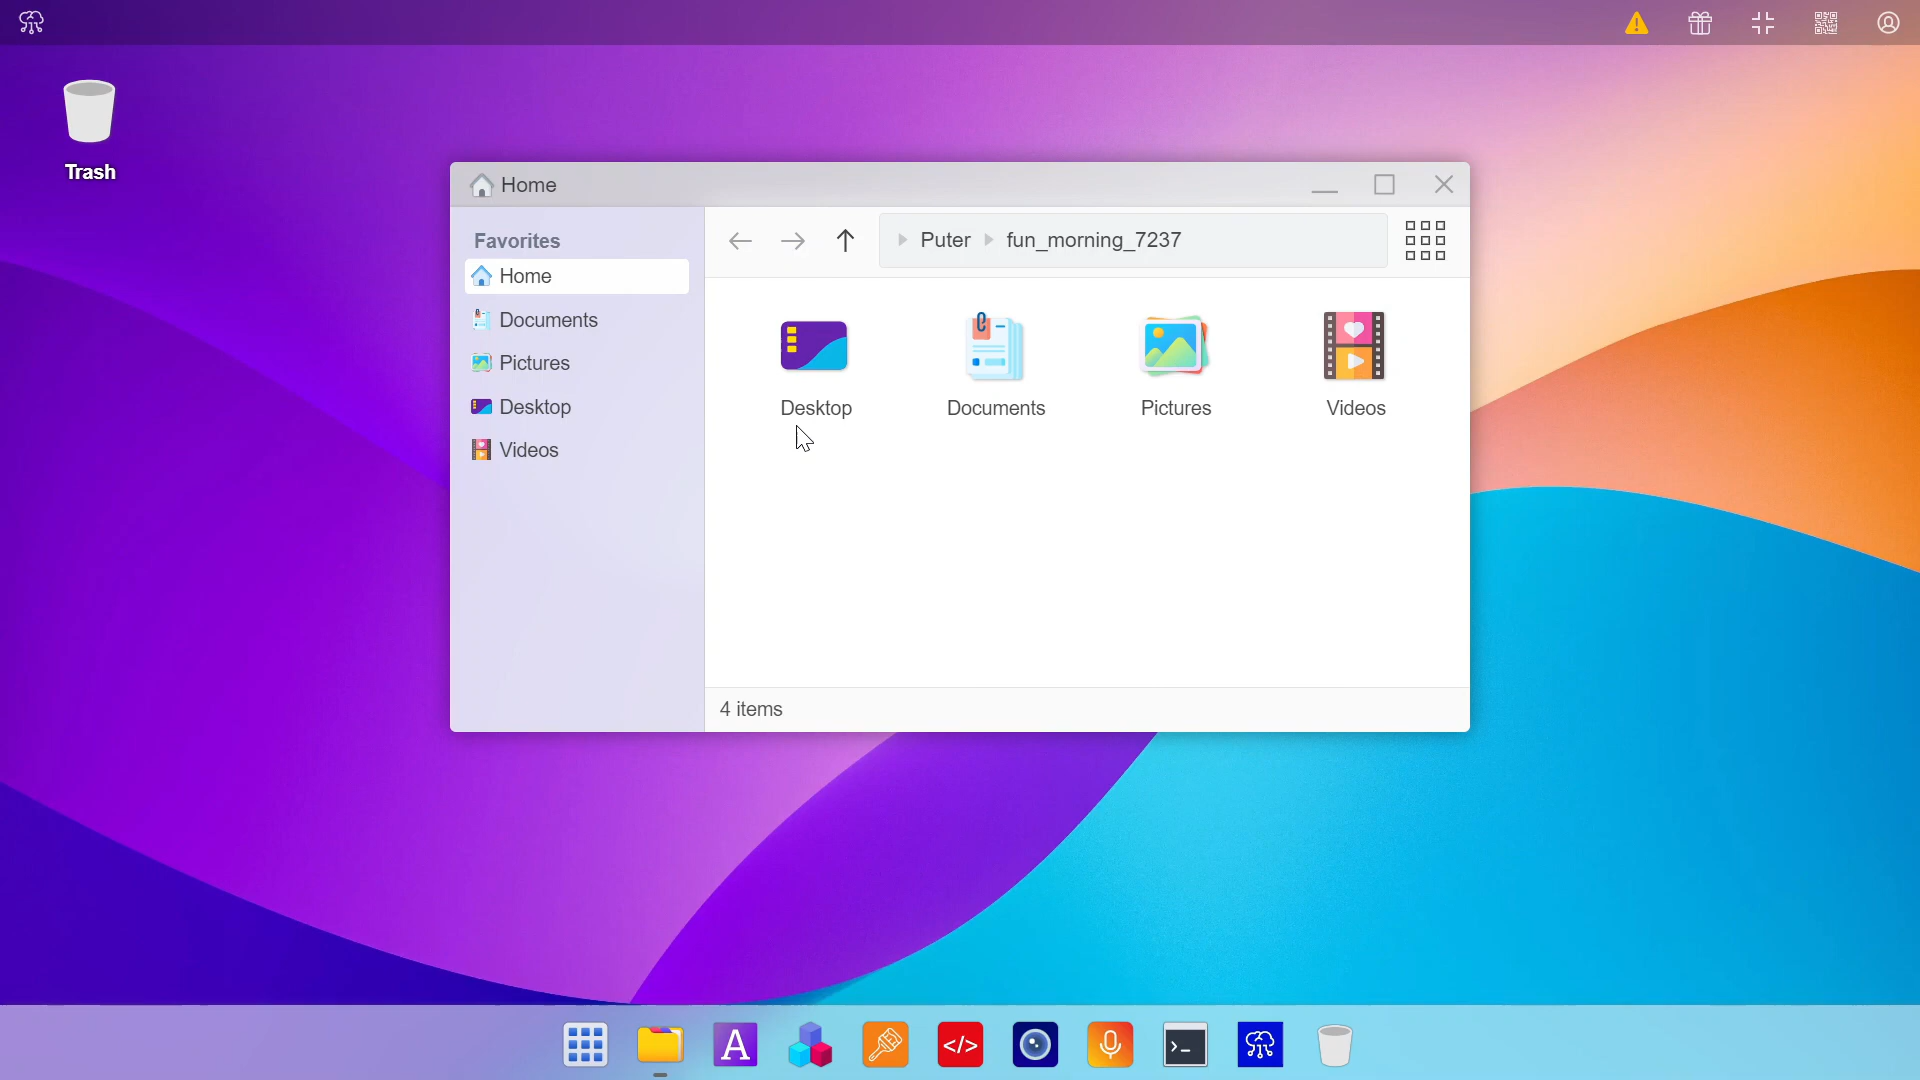 Trash
Home
Favorites
Home
Documents
Pictures
Desktop
Videos
Puter fun_morning_7237
Desktop Documents Pictures Videos
4 items
A </> >_